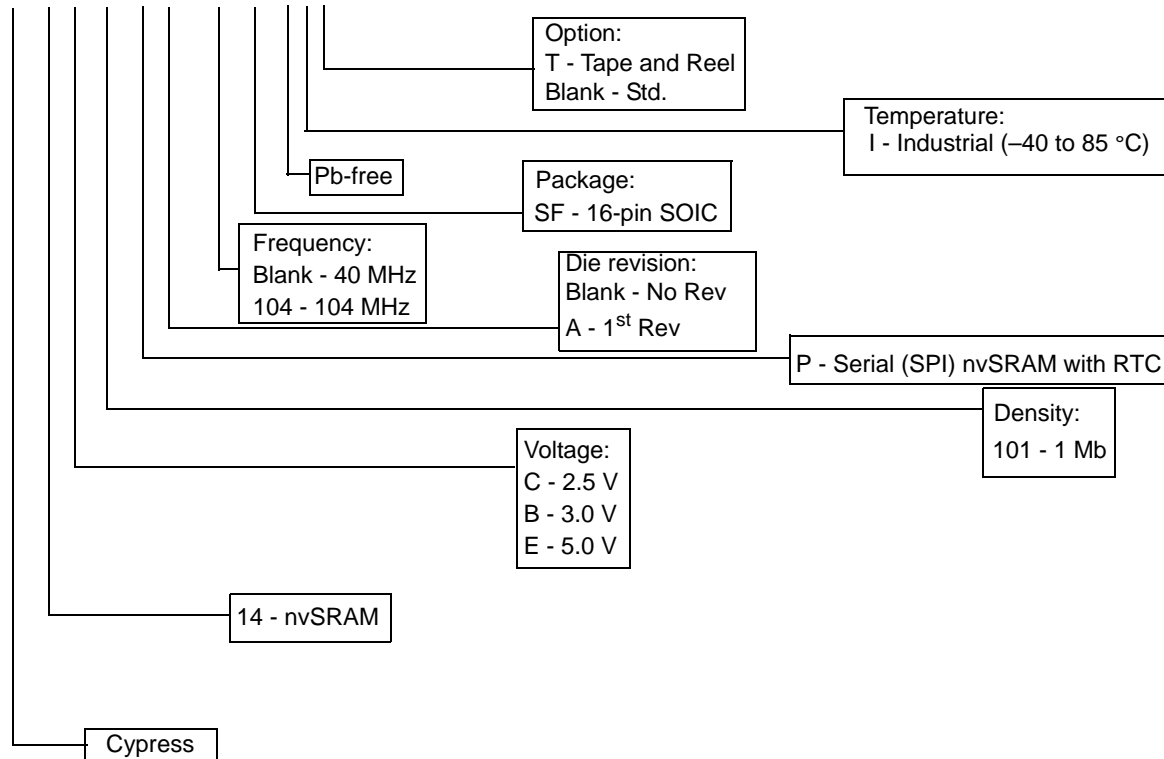 Option:
T - Tape and Reel
Blank - Std.
Temperature:
I - Industrial (–40 to 85 °C)
Pb-free
Package:
SF - 16-pin SOIC
Frequency:
Blank - 40 MHz
104 - 104 MHz
Die revision:
Blank - No Rev
A - 1st Rev
P - Serial (SPI) nvSRAM with RTC
Density:
101 - 1 Mb
Voltage:
C - 2.5 V
B - 3.0 V
E - 5.0 V
14 - nvSRAM
Cypress